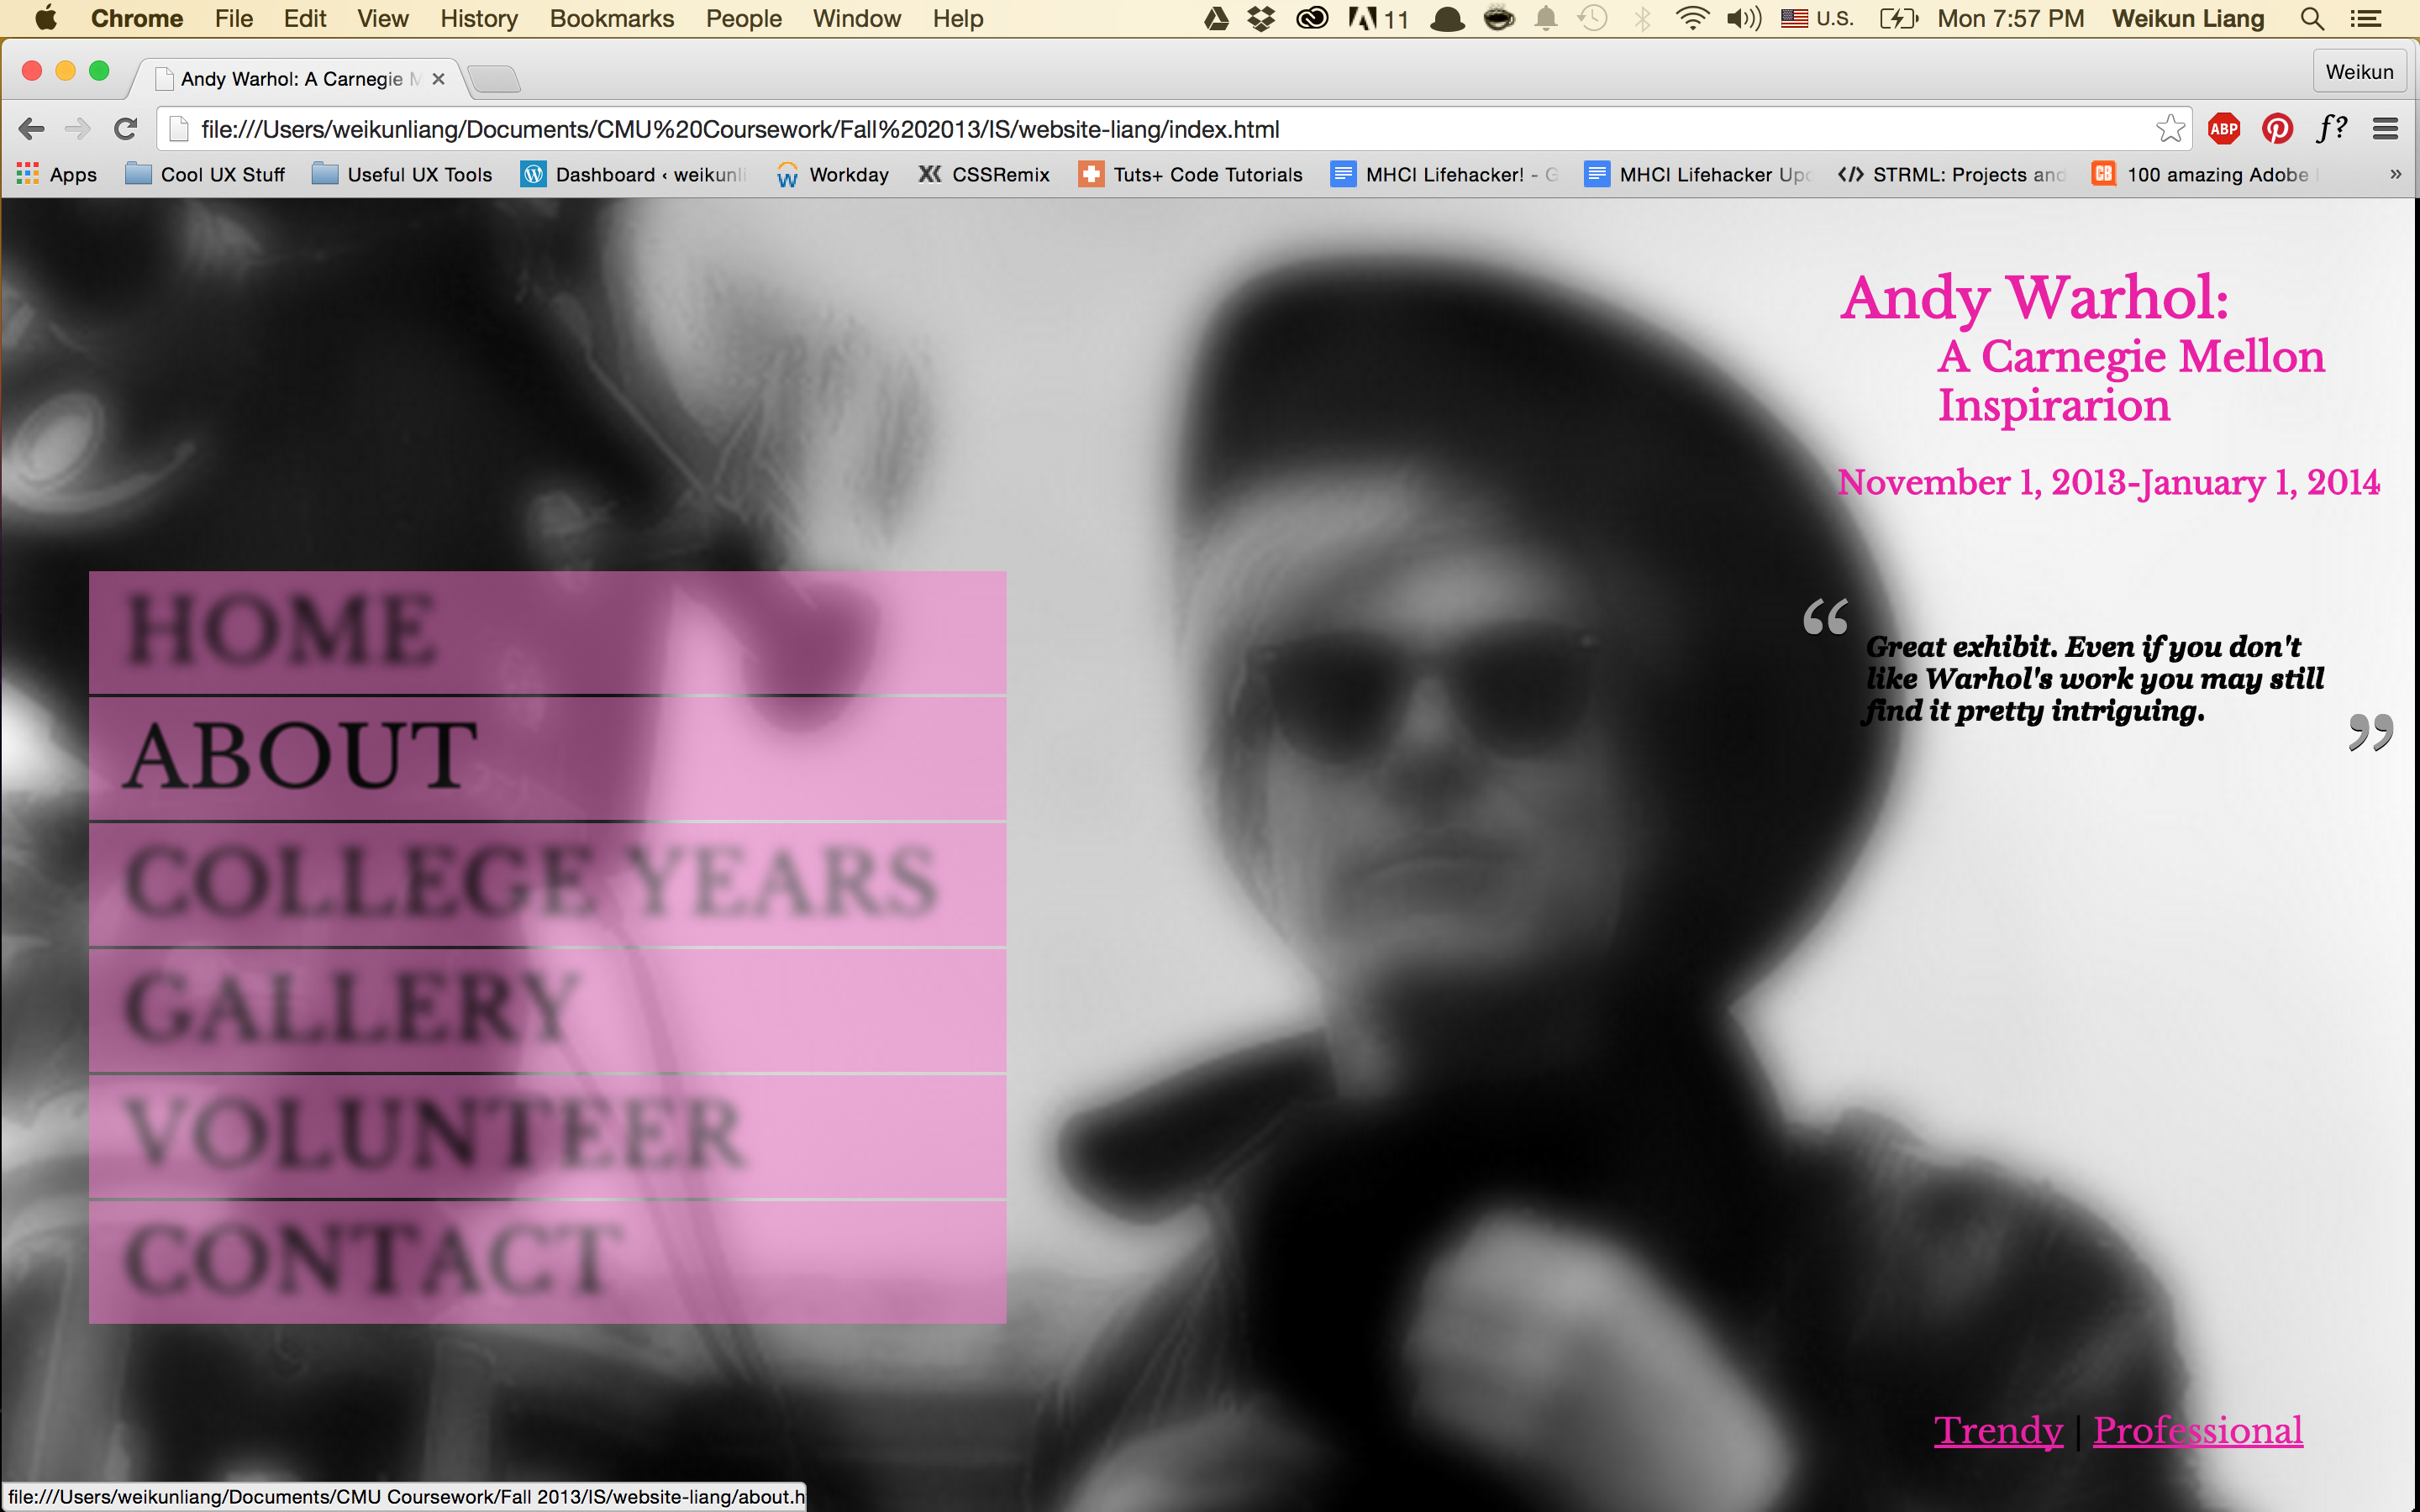 Chrome File Edit View History Bookmarks People Window Help 11 U.S. Mon 7:57 PM Weikun Liang
Andy Warhol: A Carnegie Weikun
file:///Users/weikunliang/Documents/CMU%20Coursework/Fall%202013/IS/website-liang/index.html ABP f?
Apps Cool UX Stuff Useful UX Tools Dashboard ‹ weikunli Workday CSSRemix Tuts+ Code Tutorials MHCI Lifehacker! - G MHCI Lifehacker Upd </> STRML: Projects and CB 100 amazing Adobe »
Andy Warhol:
A Carnegie Mellon
Inspirarion
November 1, 2013-January 1, 2014
HOME
ABOUT
COLLEGE YEARS
GALLERY
VOLUNTEER
CONTACT
“ Great exhibit. Even if you don't
like Warhol's work you may still
find it pretty intriguing. ”
Trendy | Professional
file:///Users/weikunliang/Documents/CMU Coursework/Fall 2013/IS/website-liang/about.h